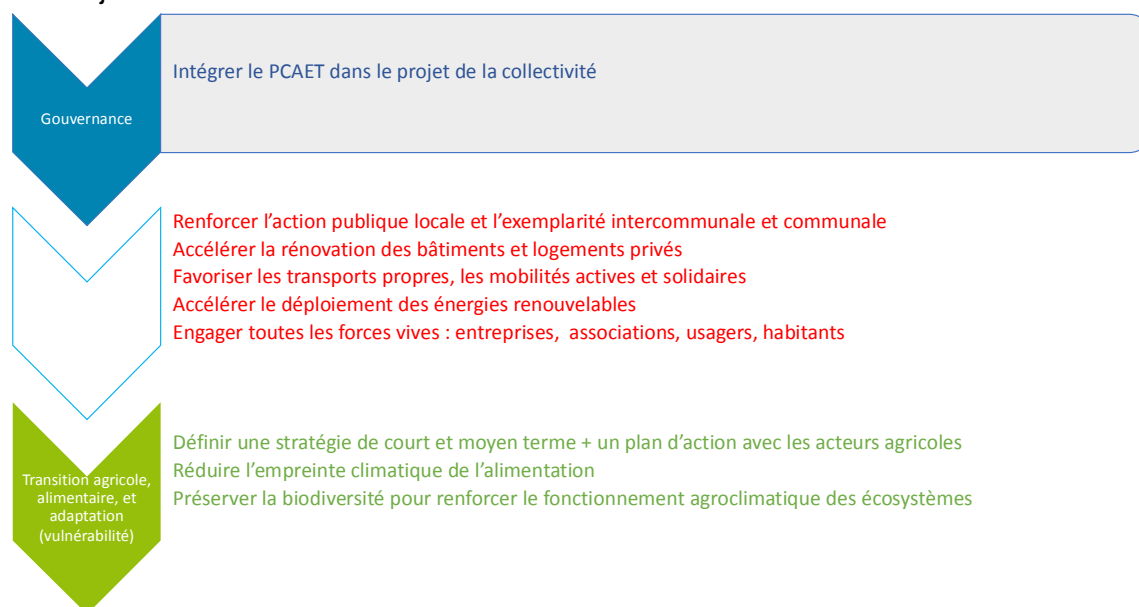 Gouvernance
Intégrer le PCAET dans le projet de la collectivité
Renforcer l’action publique locale et l’exemplarité intercommunale et communale
Accélérer la rénovation des bâtiments et logements privés
Favoriser les transports propres, les mobilités actives et solidaires
Accélérer le déploiement des énergies renouvelables
Engager toutes les forces vives : entreprises, associations, usagers, habitants
Transition agricole,
alimentaire, et
adaptation
(vulnérabilité)
Définir une stratégie de court et moyen terme + un plan d’action avec les acteurs agricoles
Réduire l’empreinte climatique de l’alimentation
Préserver la biodiversité pour renforcer le fonctionnement agroclimatique des écosystèmes